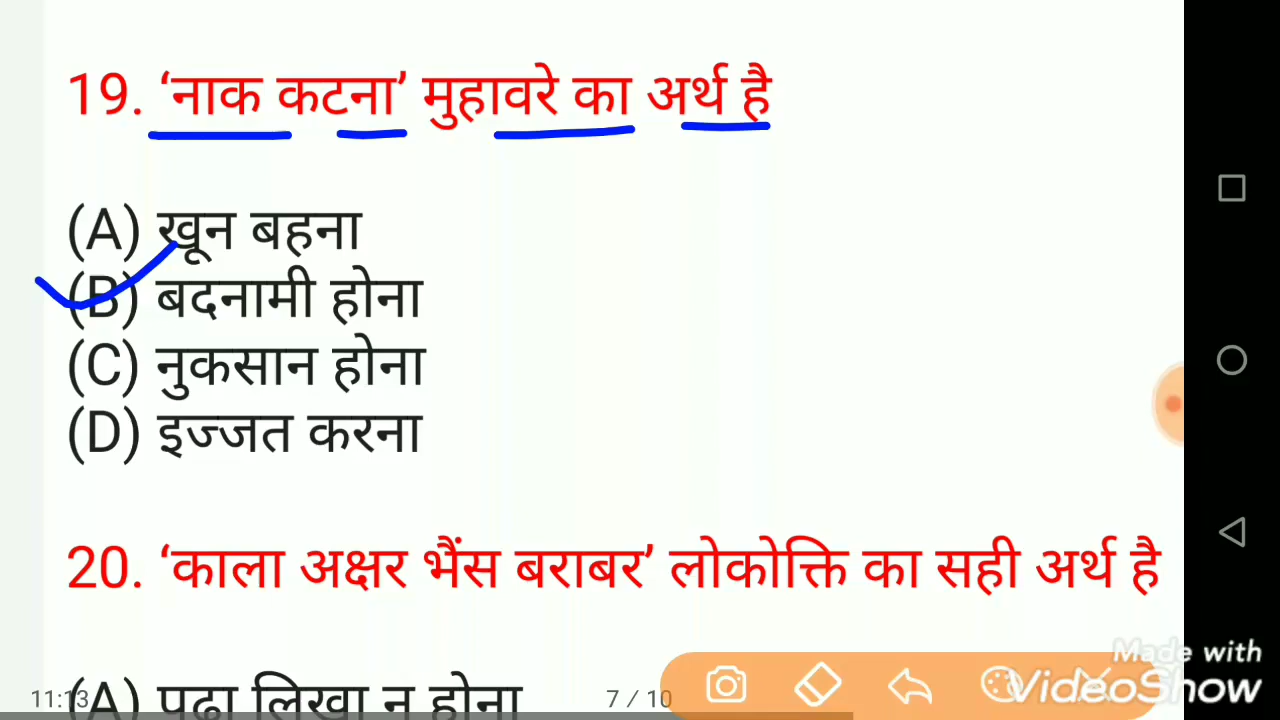 19. ‘नाक कटना’ मुहावरे का अर्थ है
(A) खून बहना
(B) बदनामी होना
(C) नुकसान होना
(D) इज्जत करना
20. ‘काला अक्षर भैंस बराबर’ लोकोक्ति का सही अर्थ है
(A) पढ़ा लिखा न होना
11:13
7 / 10
Made with
VideoShow